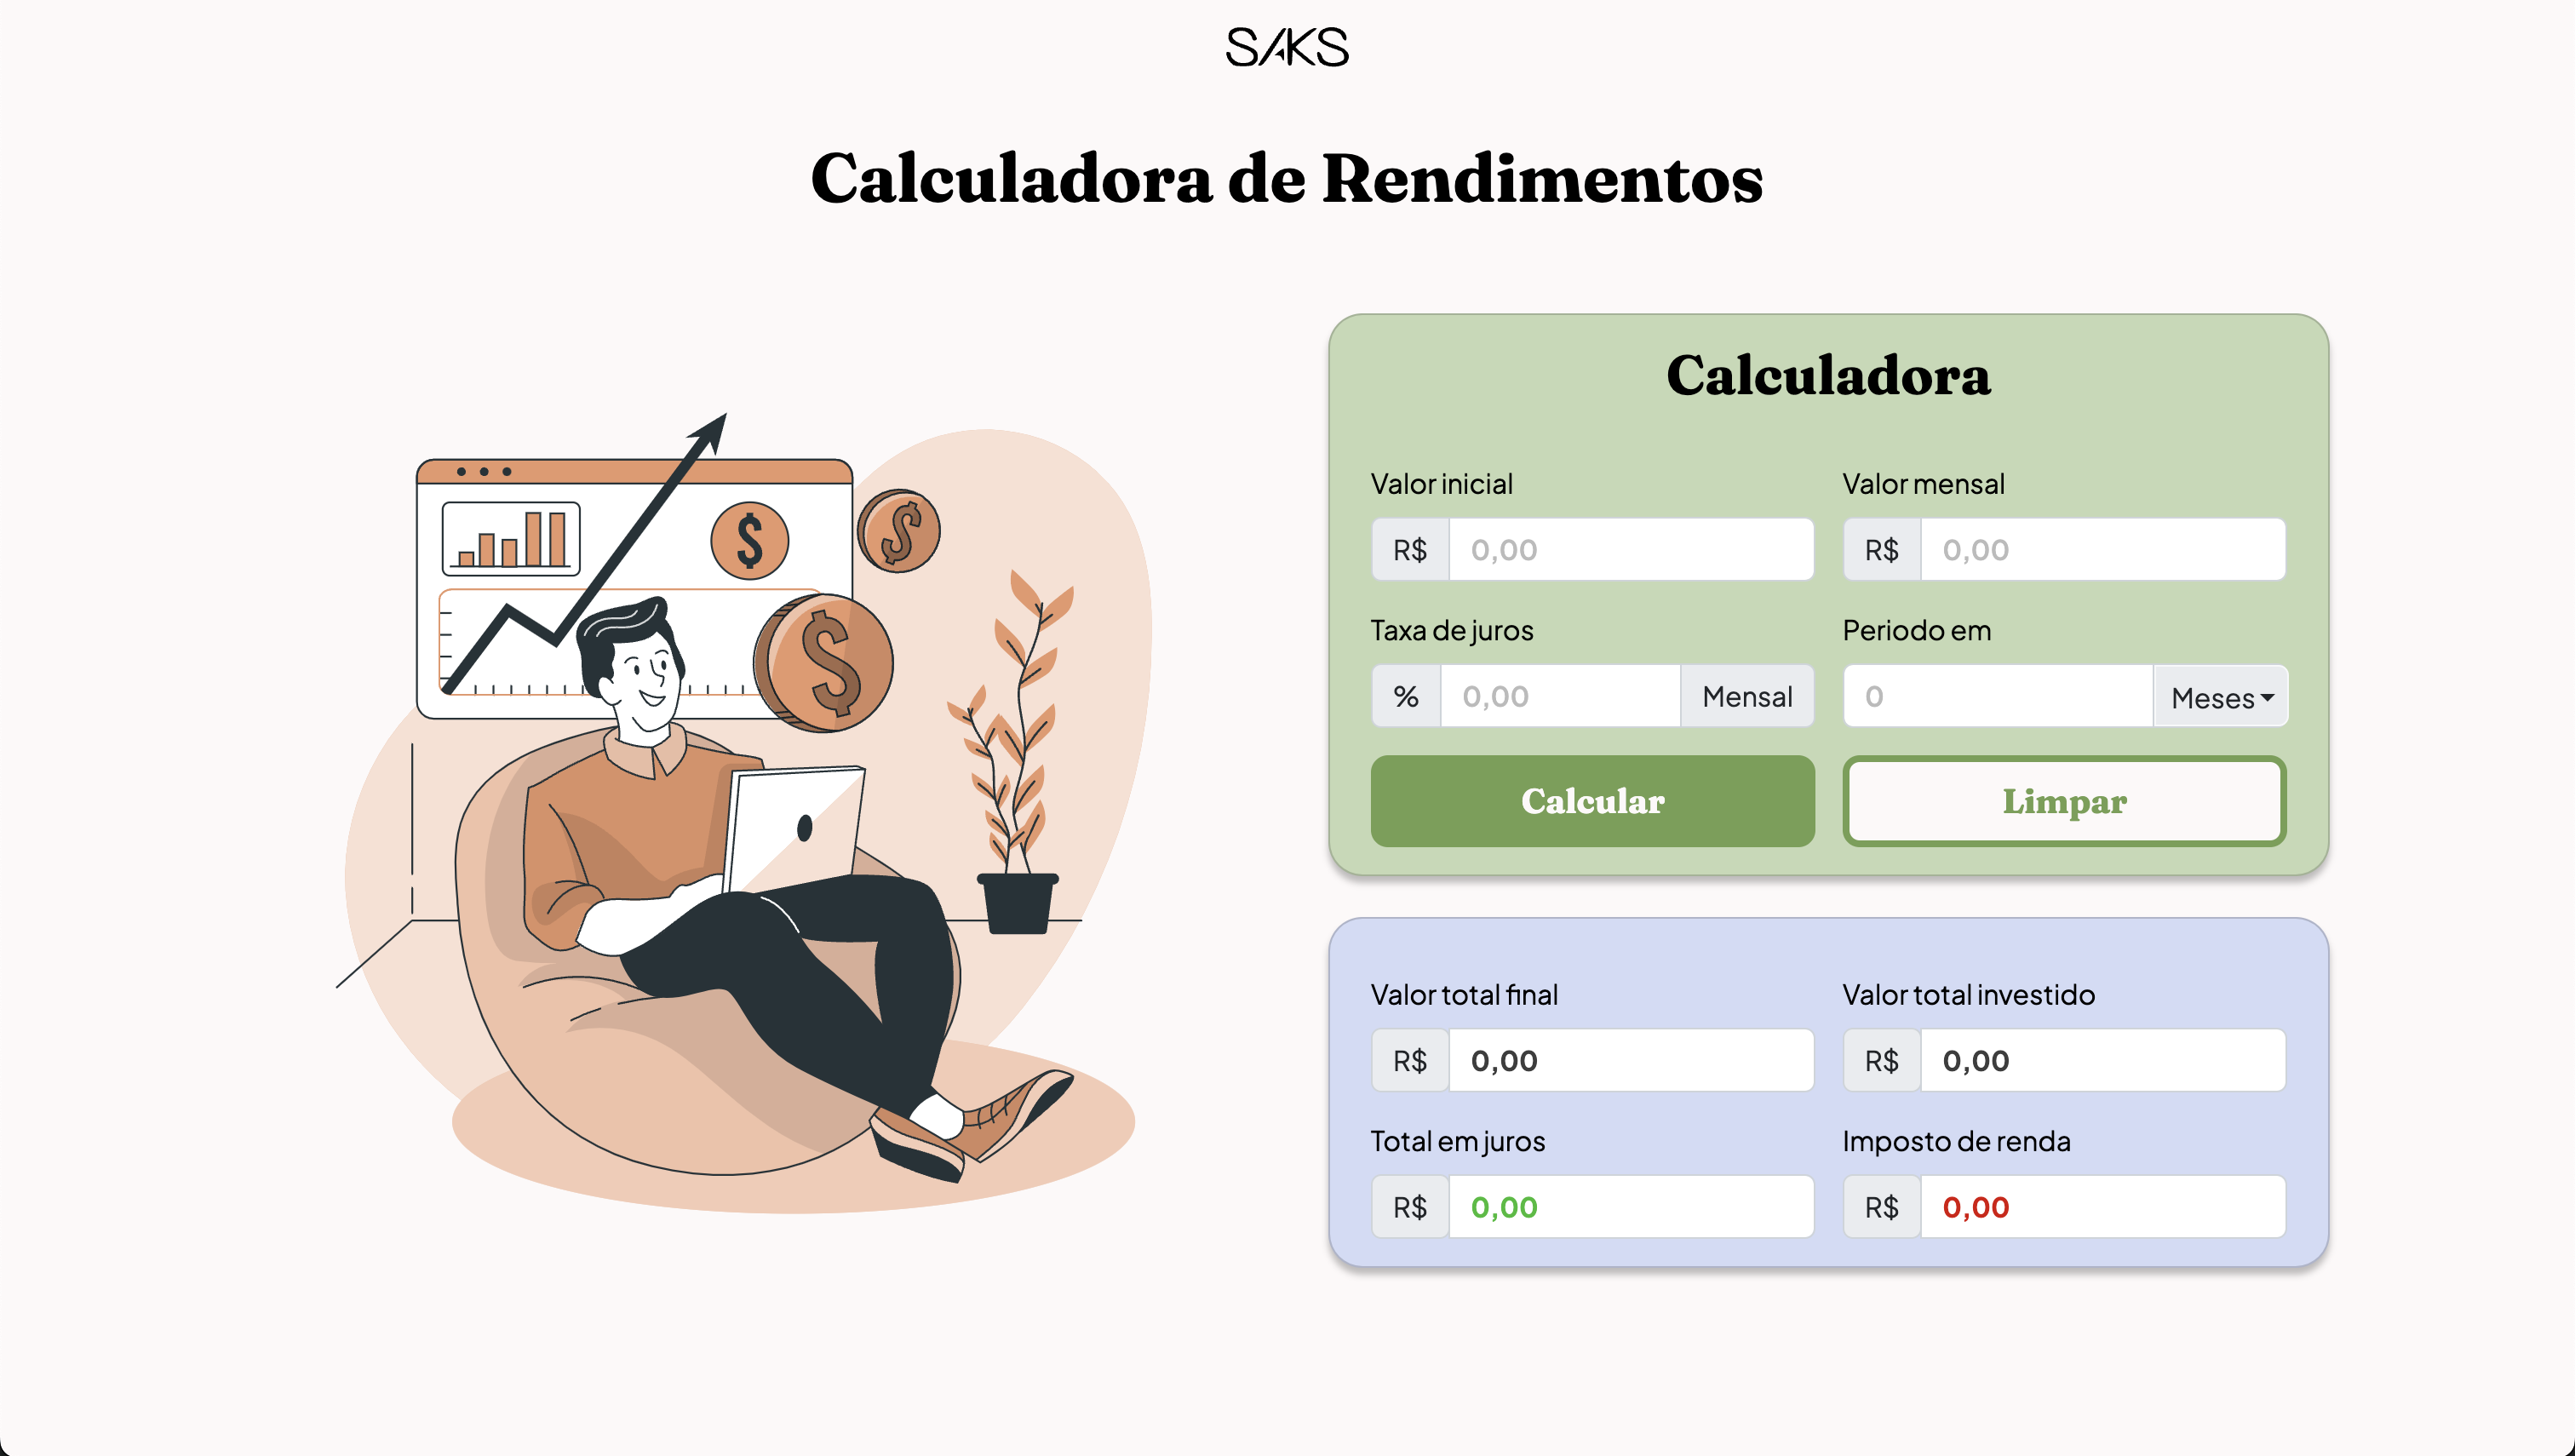 SAKS
Calculadora de Rendimentos
Calculadora
Valor inicial
Valor mensal
R$ 0,00
R$ 0,00
Taxa de juros
Periodo em
% 0,00 Mensal
0 Meses
Calcular
Limpar
Valor total final
Valor total investido
R$ 0,00
R$ 0,00
Total em juros
Imposto de renda
R$ 0,00
R$ 0,00
$
$
$